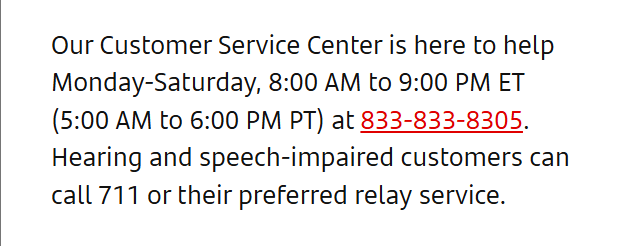 Our Customer Service Center is here to help
Monday-Saturday, 8:00 AM to 9:00 PM ET
(5:00 AM to 6:00 PM PT) at 833-833-8305.
Hearing and speech-impaired customers can
call 711 or their preferred relay service.